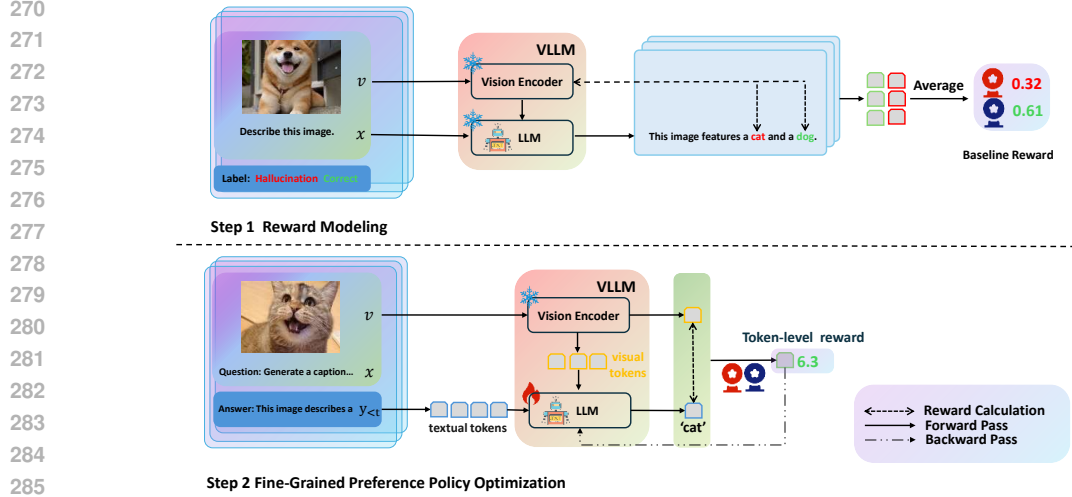 270
271
272
273
274
275
276
277
278
279
280
281
282
283
284
285
v
Describe this image.
x
Label: Hallucination Correct
VLLM
Vision Encoder
LLM
This image features a cat and a dog.
Average
0.32
0.61
Baseline Reward
Step 1 Reward Modeling
v
Question: Generate a caption... x
Answer: This image describes a y<t
textual tokens
VLLM
Vision Encoder
visual
tokens
LLM
'cat'
Token-level reward
6.3
Reward Calculation
Forward Pass
Backward Pass
Step 2 Fine-Grained Preference Policy Optimization